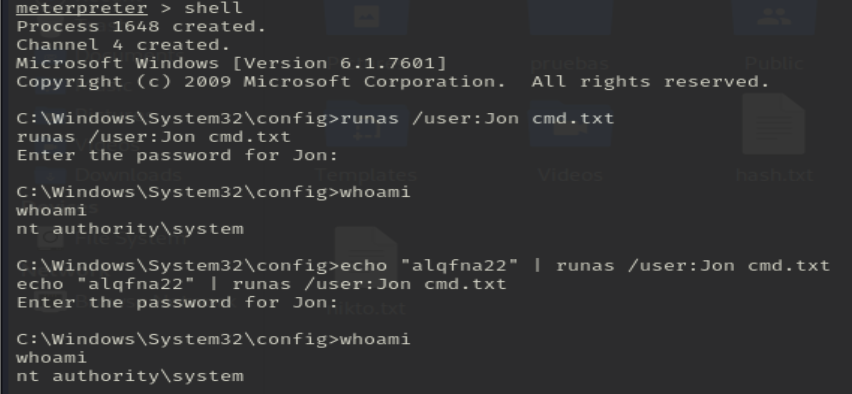 meterpreter > shell
Process 1648 created.
Channel 4 created.
Microsoft Windows [Version 6.1.7601]
Copyright (c) 2009 Microsoft Corporation.  All rights reserved.
C:\Windows\System32\config>runas /user:Jon cmd.txt
runas /user:Jon cmd.txt
Enter the password for Jon:
C:\Windows\System32\config>whoami
whoami
nt authority\system
C:\Windows\System32\config>echo "alqfna22" | runas /user:Jon cmd.txt
echo "alqfna22" | runas /user:Jon cmd.txt
Enter the password for Jon:
C:\Windows\System32\config>whoami
whoami
nt authority\system
pruebas
Public
Downloads
Templates
Videos
hash.txt
File System
nikto.txt